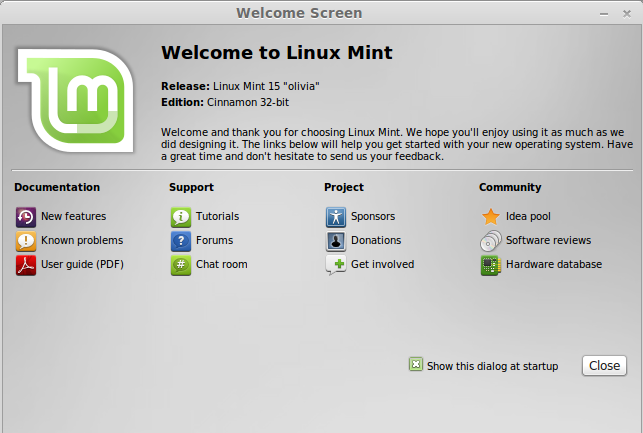 Welcome Screen
Welcome to Linux Mint
Release: Linux Mint 15 "olivia"
Edition: Cinnamon 32-bit
Welcome and thank you for choosing Linux Mint. We hope you'll enjoy using it as much as we
did designing it. The links below will help you get started with your new operating system. Have
a great time and don't hesitate to send us your feedback.
Documentation
New features
Known problems
User guide (PDF)
Support
Tutorials
Forums
Chat room
Project
Sponsors
Donations
Get involved
Community
Idea pool
Software reviews
Hardware database
Show this dialog at startup
Close